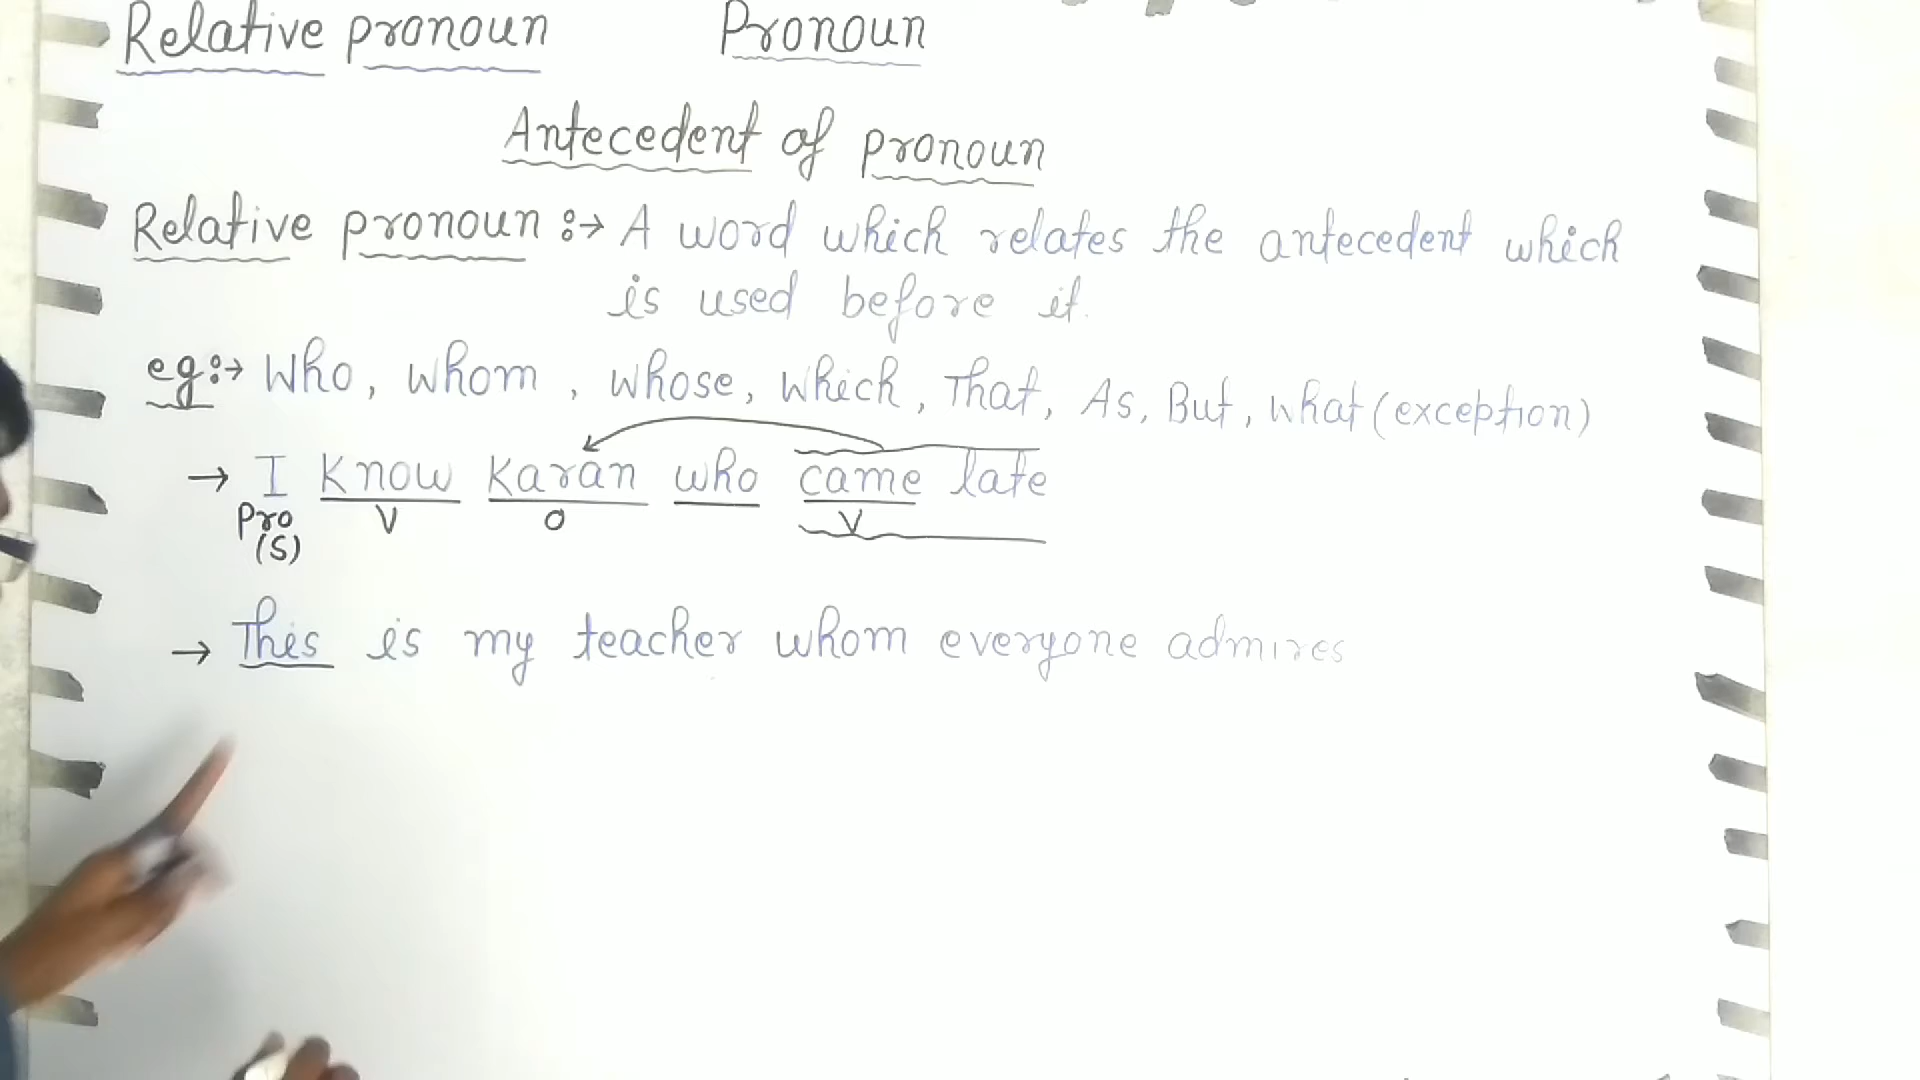 Relative pronoun Pronoun
Antecedent of pronoun
Relative pronoun :→ A word which relates the antecedent which
is used before it.
eg:→ Who, whom, whose, which, That, As, But, what (exception)
→ I know karan who came late
Pro V O V
(S)
→ This is my teacher whom everyone admires